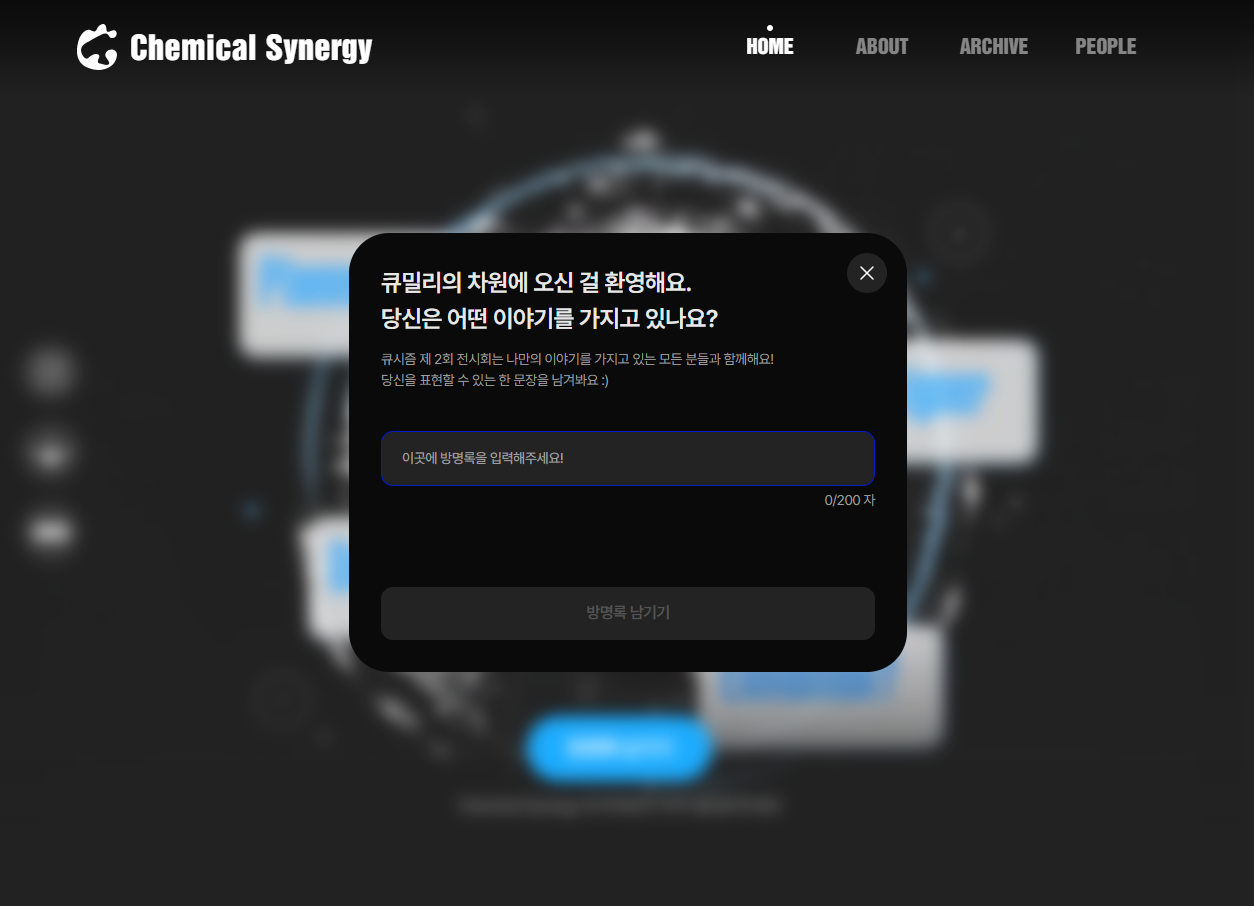 Chemical Synergy
HOME
ABOUT
ARCHIVE
PEOPLE
큐밀리의 차원에 오신 걸 환영해요.
당신은 어떤 이야기를 가지고 있나요?
큐시즘 제 2회 전시회는 나만의 이야기를 가지고 있는 모든 분들과 함께해요!
당신을 표현할 수 있는 한 문장을 남겨봐요 :)
이곳에 방명록을 입력해주세요!
0/200 자
방명록 남기기